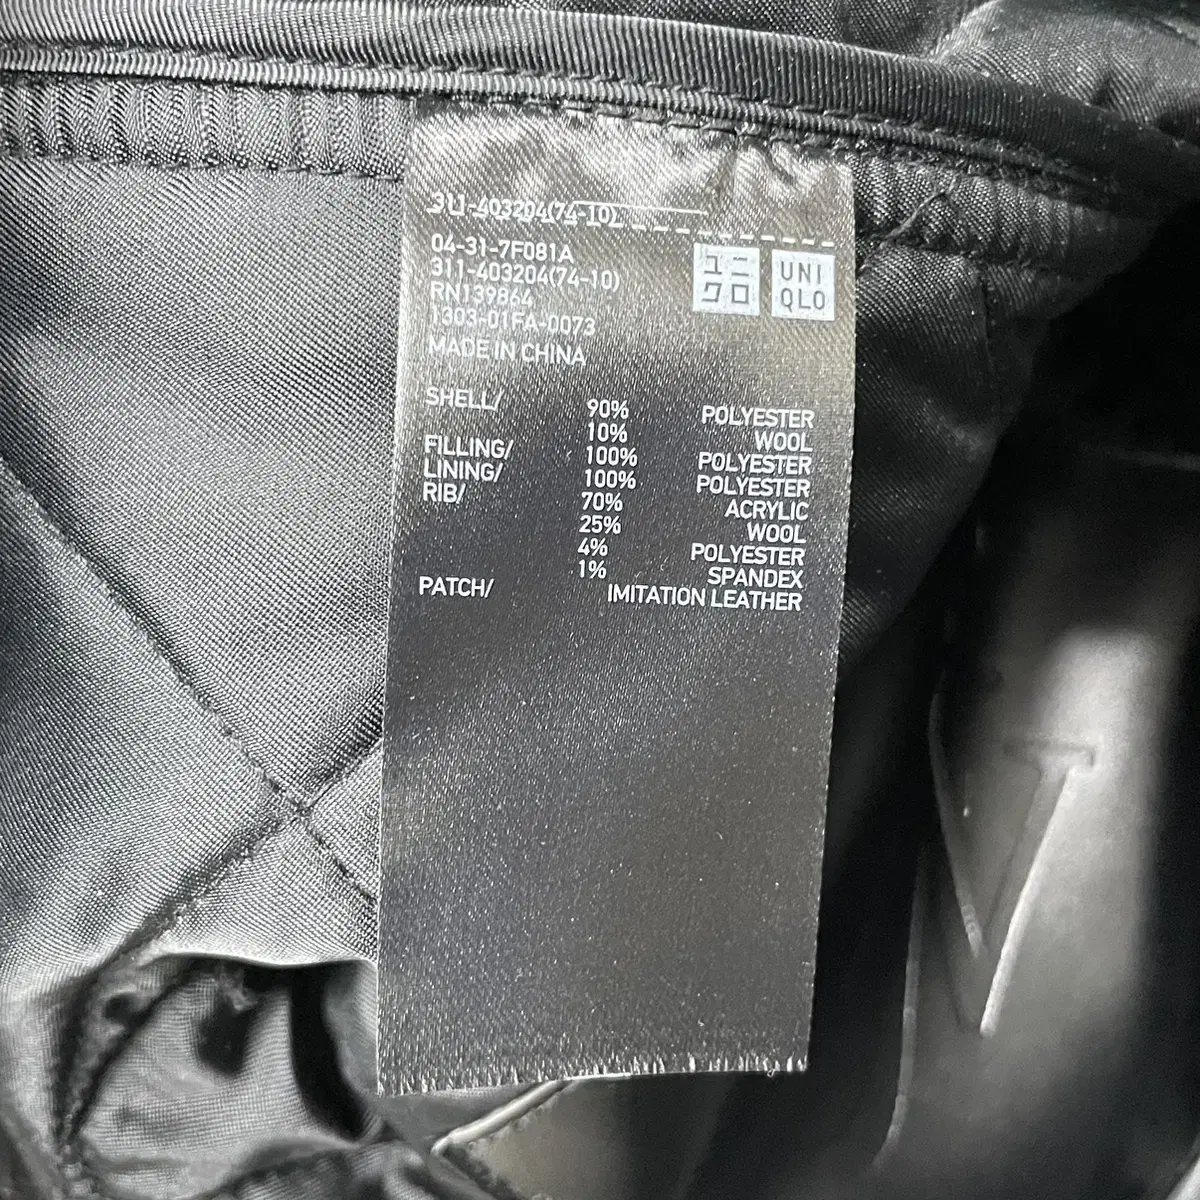 311-403204(74-10)
04-31-7F081A
311-403204(74-10)
RN139864
1303-01FA-0073
MADE IN CHINA
ユニ
クロ
UNI
QLO
SHELL/ 90% POLYESTER
10% WOOL
FILLING/ 100% POLYESTER
LINING/ 100% POLYESTER
RIB/ 70% ACRYLIC
25% WOOL
4% POLYESTER
1% SPANDEX
PATCH/ IMITATION LEATHER